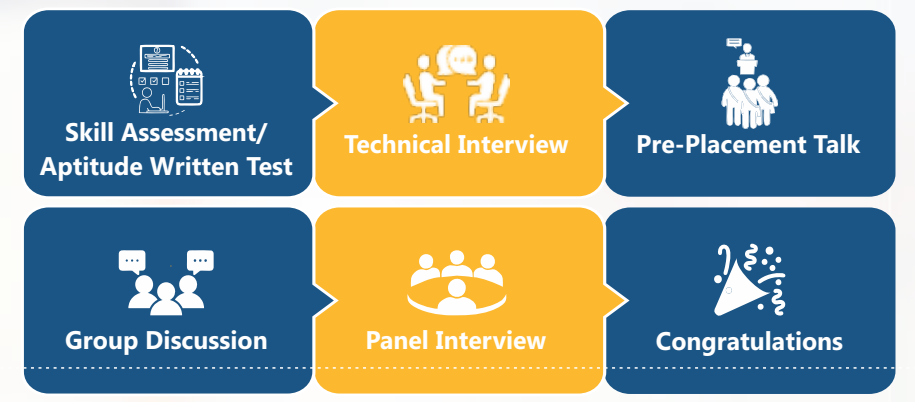 Skill Assessment/
Aptitude Written Test
Technical Interview
Pre-Placement Talk
Group Discussion
Panel Interview
Congratulations